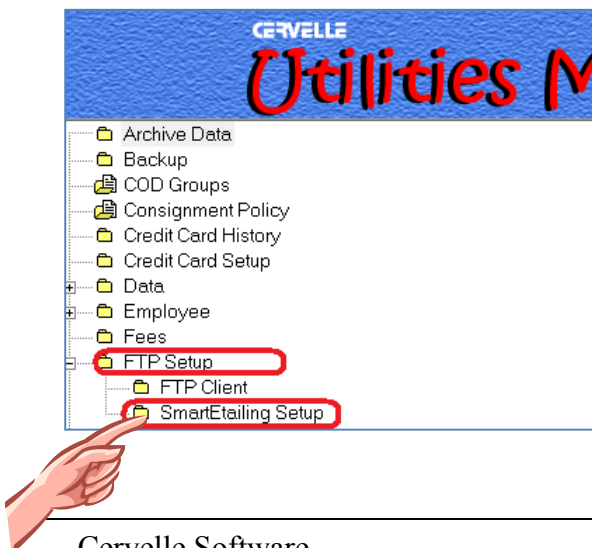 CERVELLE
Utilities M
Archive Data
Backup
COD Groups
Consignment Policy
Credit Card History
Credit Card Setup
Data
Employee
Fees
FTP Setup
FTP Client
SmartEtailing Setup
Cervelle Software